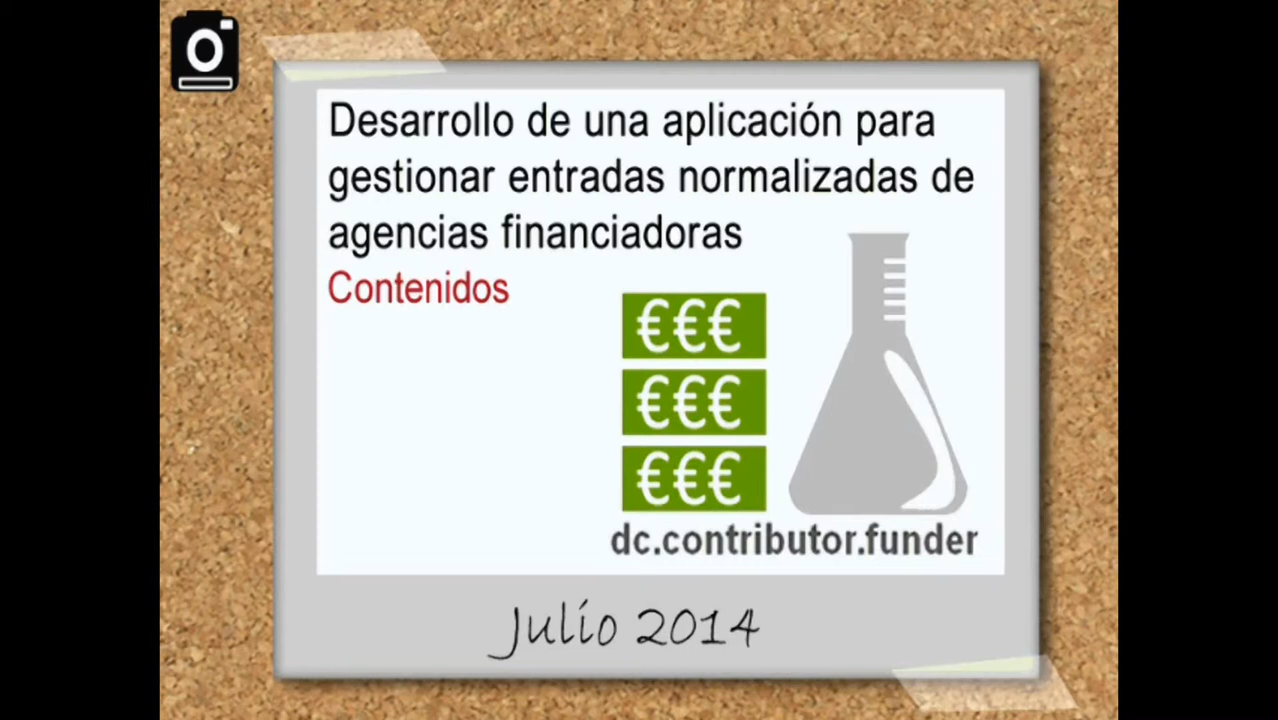 Desarrollo de una aplicación para
gestionar entradas normalizadas de
agencias financiadoras
Contenidos
€€€
€€€
€€€
dc.contributor.funder
Julio 2014